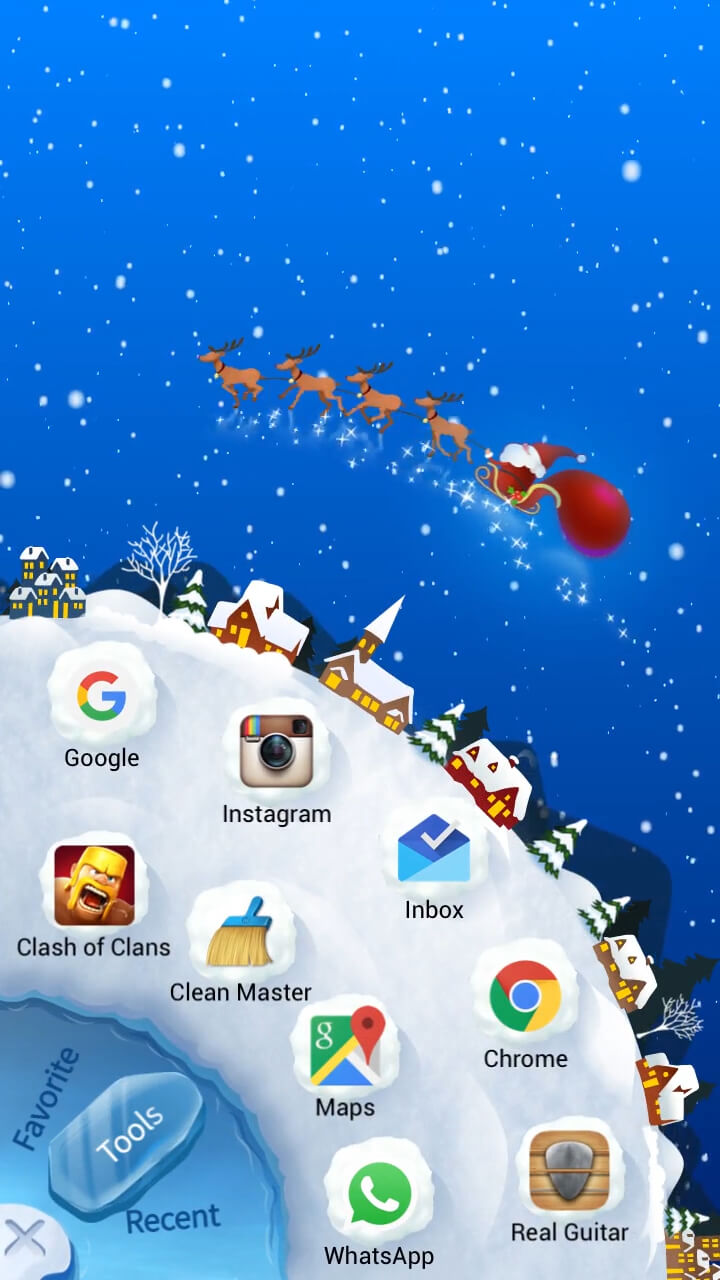 Google
Instagram
Inbox
Clash of Clans
Clean Master
Chrome
g
Maps
Favorite
Tools
Recent
Real Guitar
WhatsApp